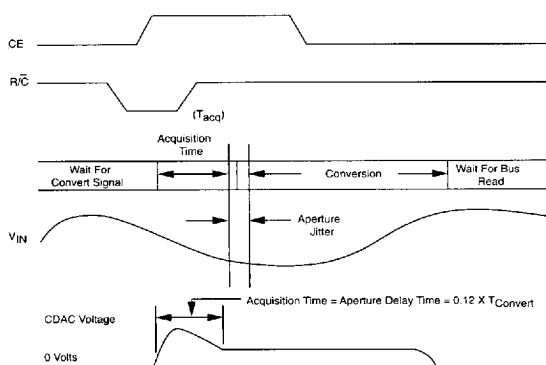 CE
R/C̅
(Tacq)
Acquisition
Time
Wait For
Convert Signal
Conversion
Wait For Bus
Read
VIN
Aperture
Jitter
Acquisition Time = Aperture Delay Time = 0.12 X TConvert
CDAC Voltage
0 Volts